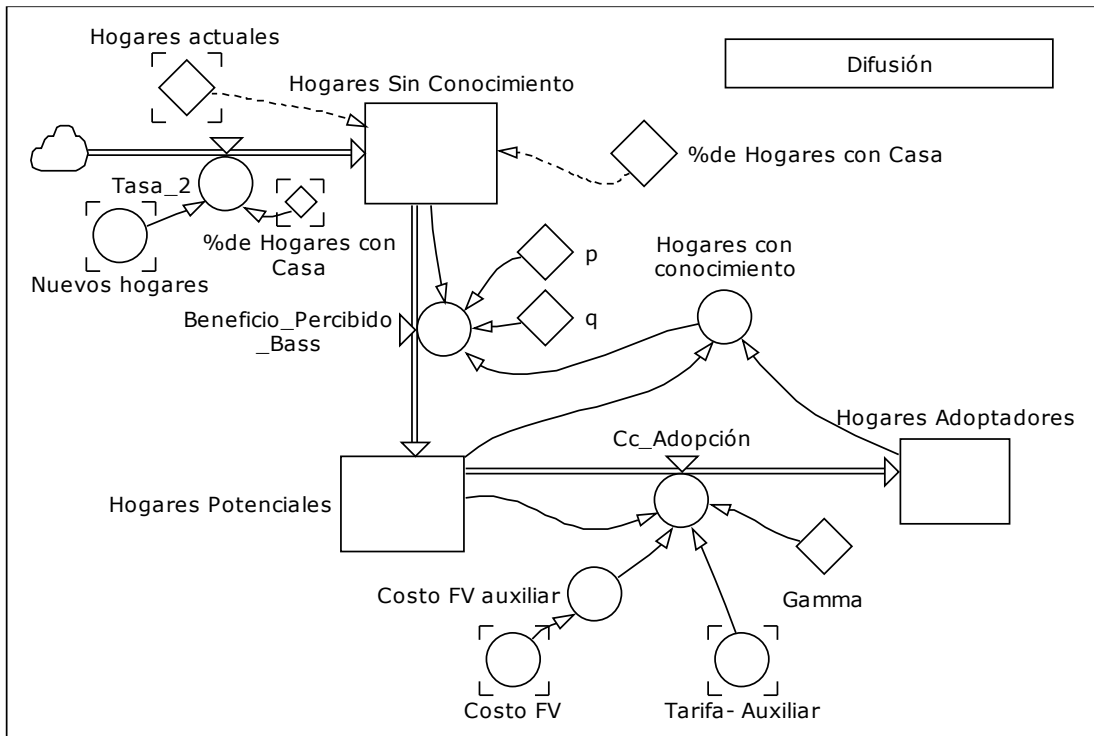 Hogares actuales
Difusión
Hogares Sin Conocimiento
%de Hogares con Casa
Tasa_2
%de Hogares con
Casa
Nuevos hogares
Hogares con
conocimiento
p
q
Beneficio_Percibido
_Bass
Hogares Adoptadores
Cc_Adopción
Hogares Potenciales
Costo FV auxiliar
Gamma
Costo FV
Tarifa- Auxiliar